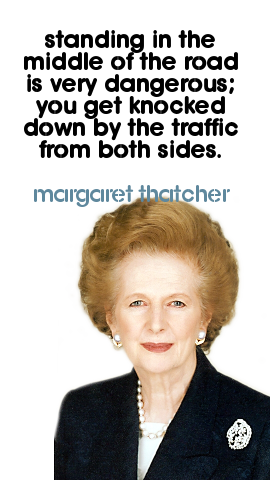 standing in the
middle of the road
is very dangerous;
you get knocked
down by the traffic
from both sides.
margaret thatcher